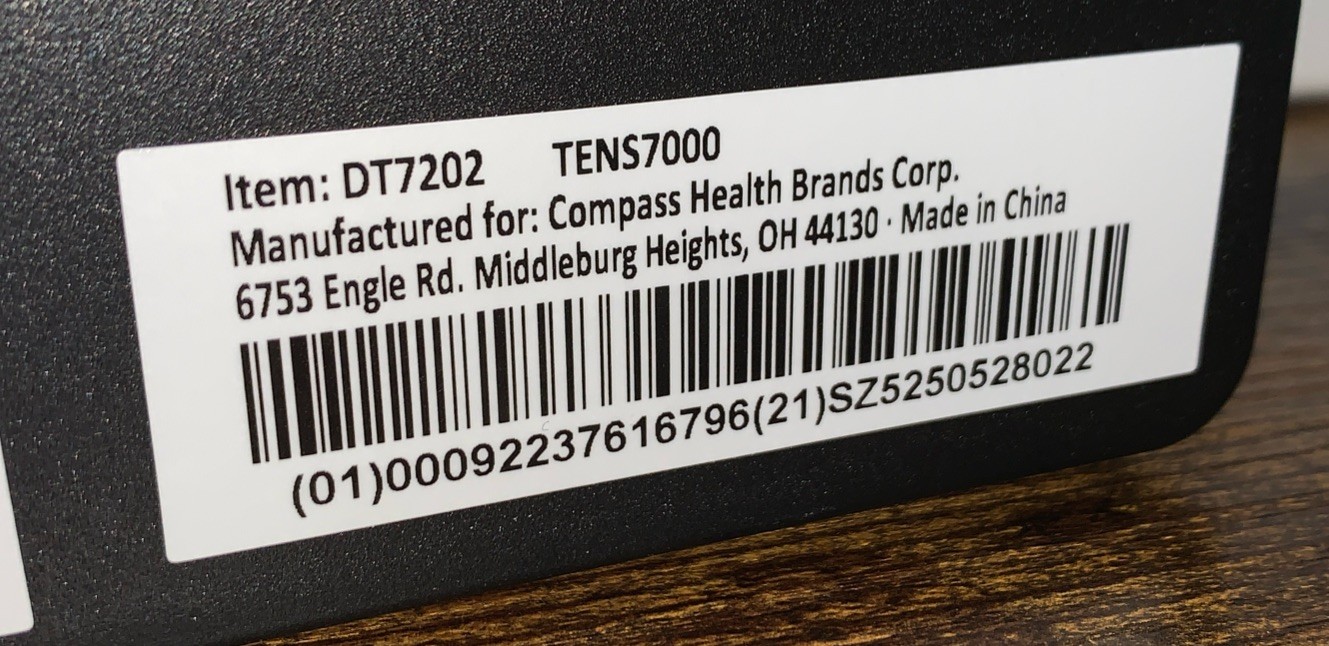 Item: DT7202 TENS7000
Manufactured for: Compass Health Brands Corp.
6753 Engle Rd. Middleburg Heights, OH 44130 · Made in China
(01)00092237616796(21)SZ5250528022